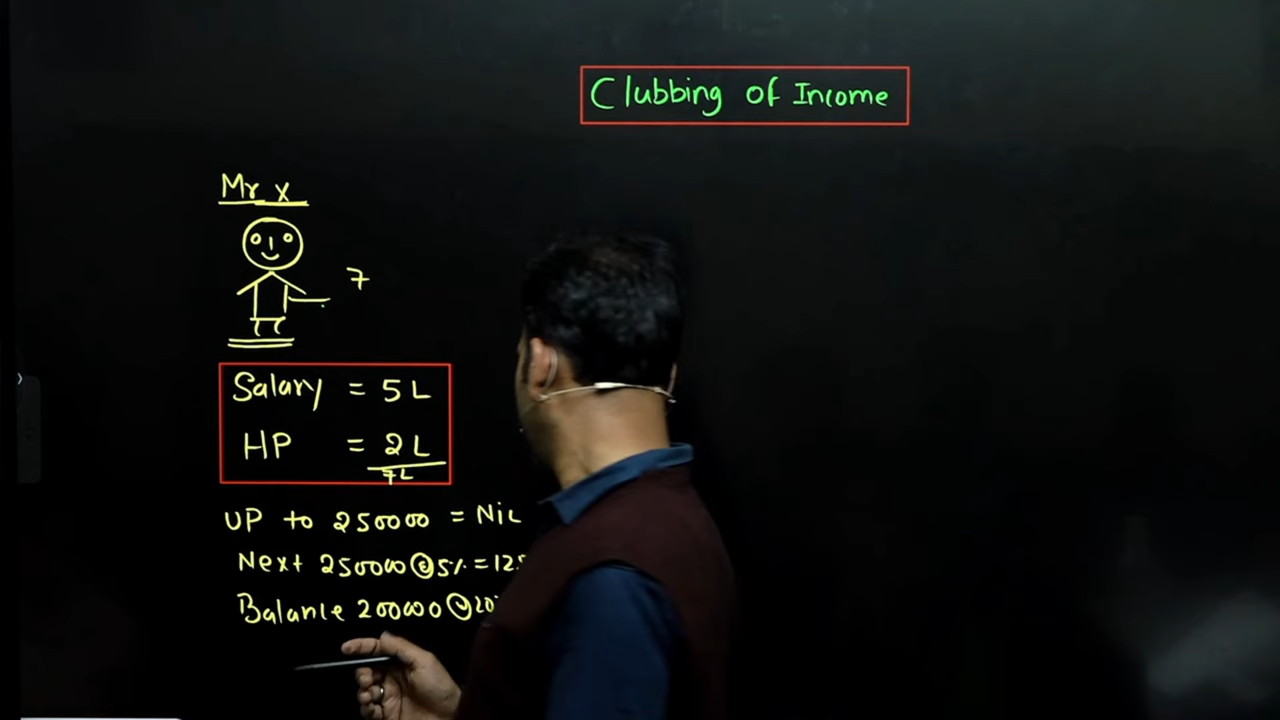 Clubbing of Income
Mr X
7
Salary = 5 L
HP = 2 L
7L
UP to 250000 = NiL
Next 250000 @ 5% =
Balance 200000 @